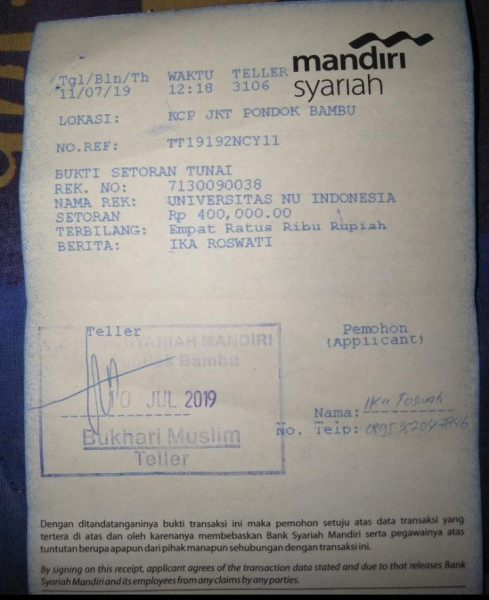 mandiri
syariah
Tgl/Bln/Th WAKTU TELLER
11/07/19 12:18 3106
LOKASI: KCP JKT PONDOK BAMBU
NO.REF: TT19192NCY11
BUKTI SETORAN TUNAI
REK. NO: 7130090038
NAMA REK: UNIVERSITAS NU INDONESIA
SETORAN Rp 400,000.00
TERBILANG: Empat Ratus Ribu Rupiah
BERITA: IKA ROSWATI
Teller
Pemohon
(Applicant)
SYARIAH MANDIRI
Bambu
0 JUL 2019
Nama: Ika
Bukhari Muslim
No. Telp:
Teller
Dengan ditandatanganinya bukti transaksi ini maka pemohon setuju atas data transaksi yang
tertera di atas dan oleh karenanya membebaskan Bank Syariah Mandiri serta pegawainya atas
tuntutan berupa apapun dari pihak manapun sehubungan dengan transaksi ini.
By signing on this receipt, applicant agrees of the transaction data stated and due to that releases Bank
Syariah Mandiri and its employees from any claims by any parties.